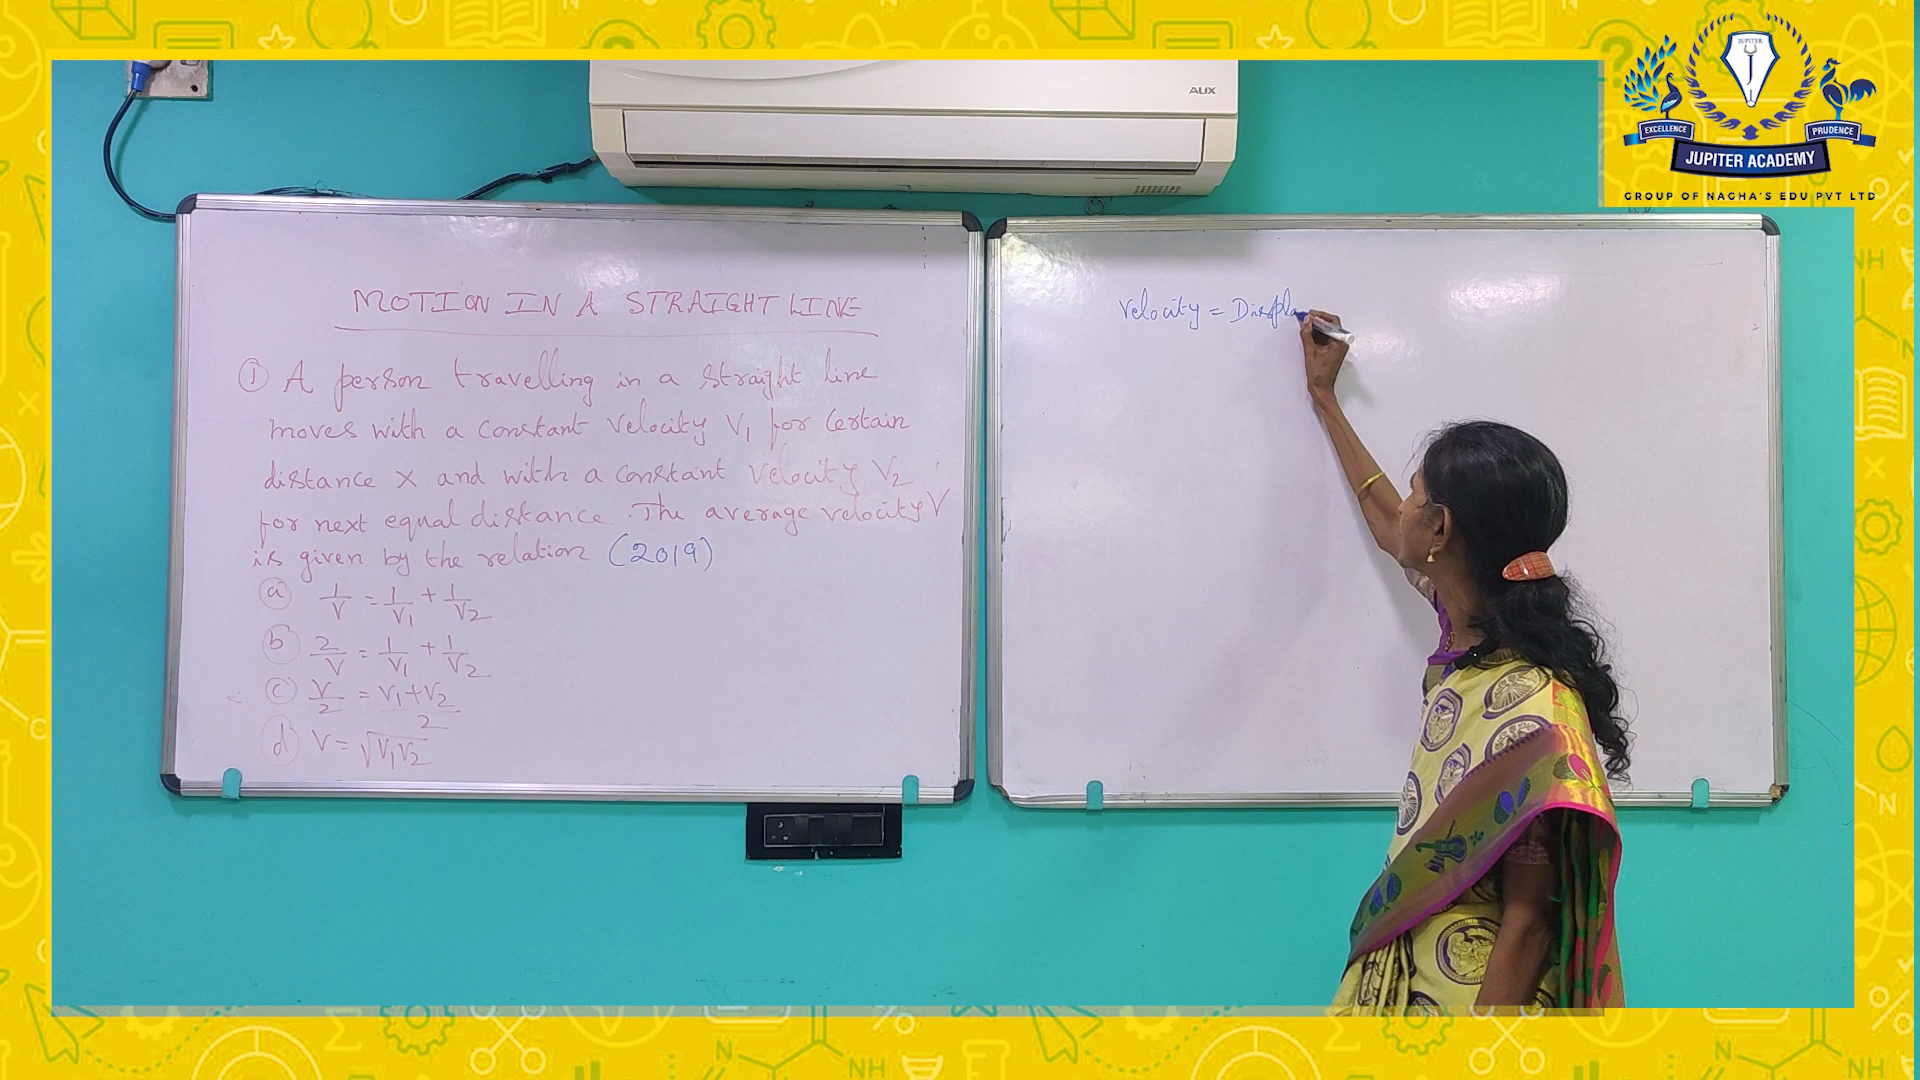 AUX
JUPITER
EXCELLENCE
PRUDENCE
JUPITER ACADEMY
GROUP OF NAGHA'S EDU PVT LTD
MOTION IN A STRAIGHT LINE
① A person travelling in a straight line
moves with a constant velocity V₁ for certain
distance x and with a constant velocity V₂
for next equal distance. The average velocity V
is given by the relation (2019)
(a) 1/V = 1/V₁ + 1/V₂
(b) 2/V = 1/V₁ + 1/V₂
(c) V/2 = V₁+V₂/2
(d) V = √V₁V₂
Velocity = Displa
NH
N
N
NH
N
NH